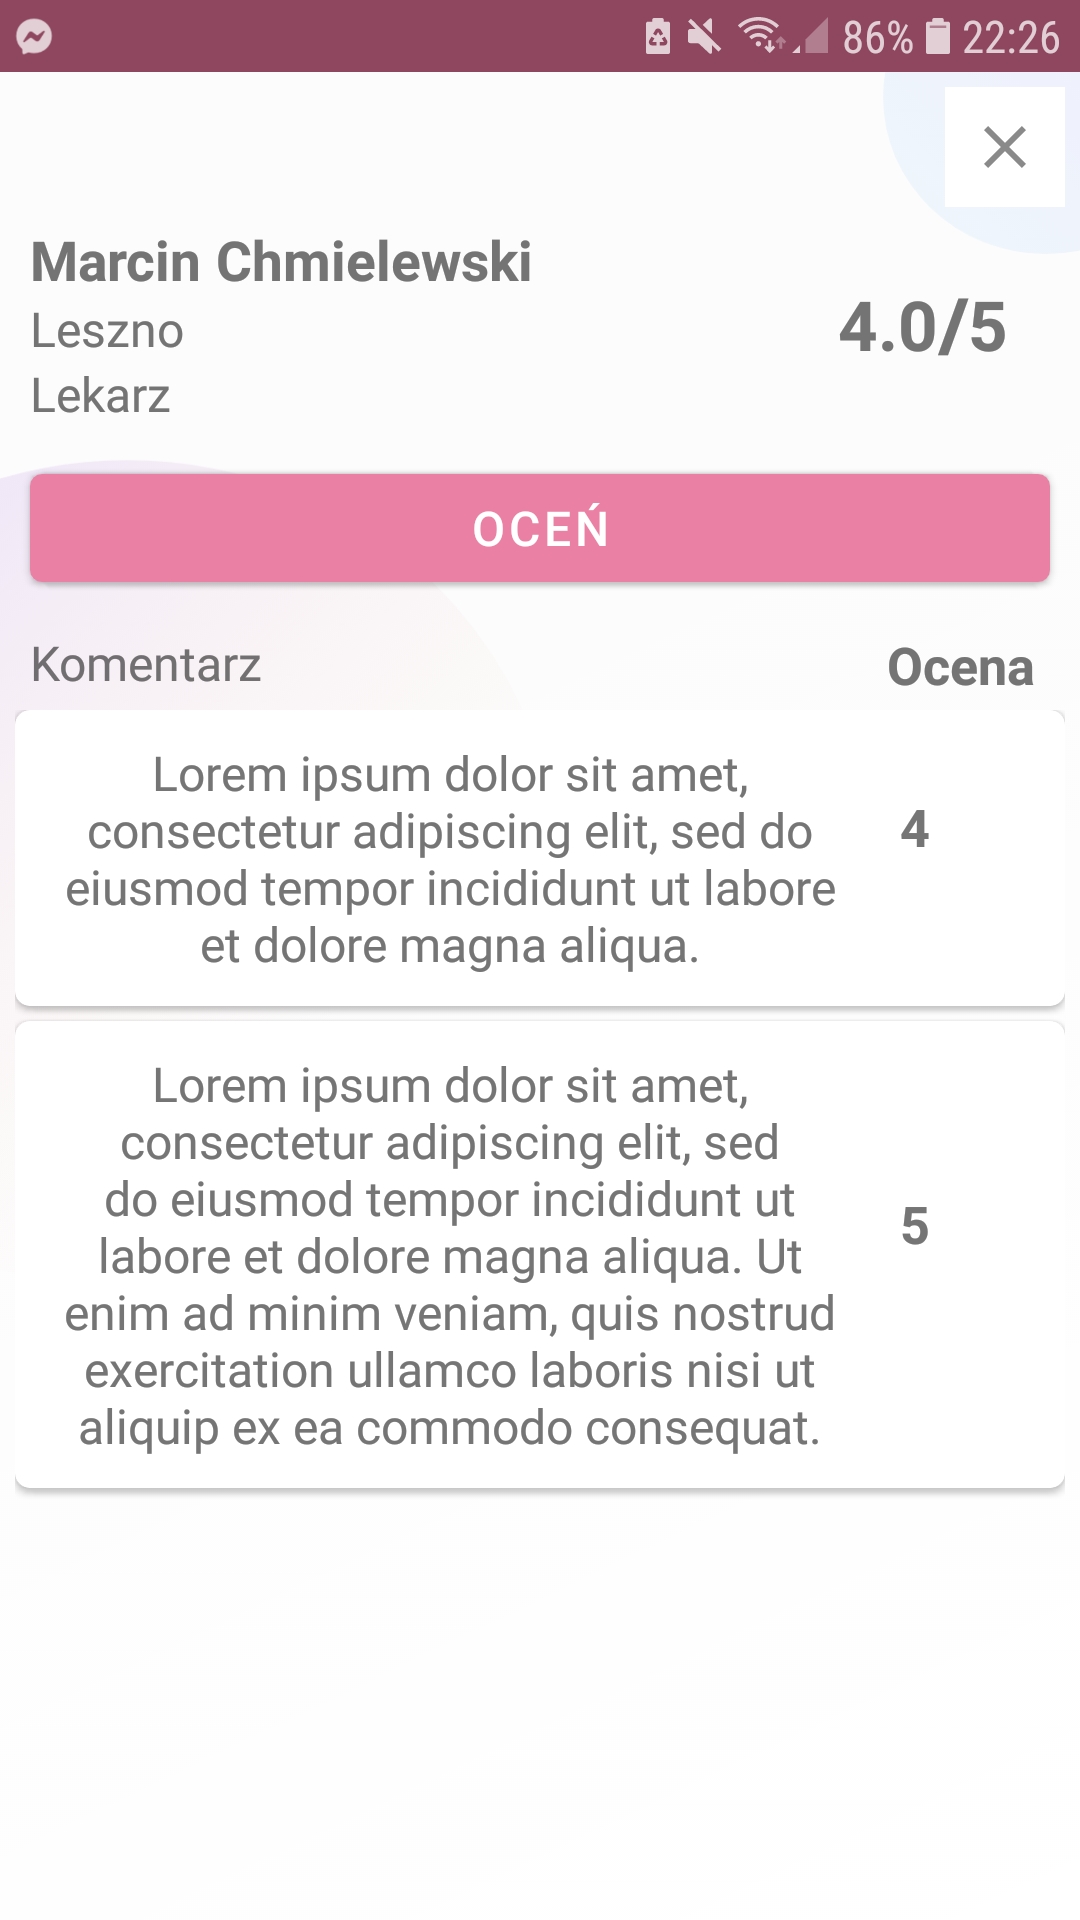 86% 22:26
Marcin Chmielewski
Leszno
4.0/5
Lekarz
OCEŃ
Komentarz Ocena
Lorem ipsum dolor sit amet,
consectetur adipiscing elit, sed do
eiusmod tempor incididunt ut labore
et dolore magna aliqua.
4
Lorem ipsum dolor sit amet,
consectetur adipiscing elit, sed
do eiusmod tempor incididunt ut
labore et dolore magna aliqua. Ut
enim ad minim veniam, quis nostrud
exercitation ullamco laboris nisi ut
aliquip ex ea commodo consequat.
5